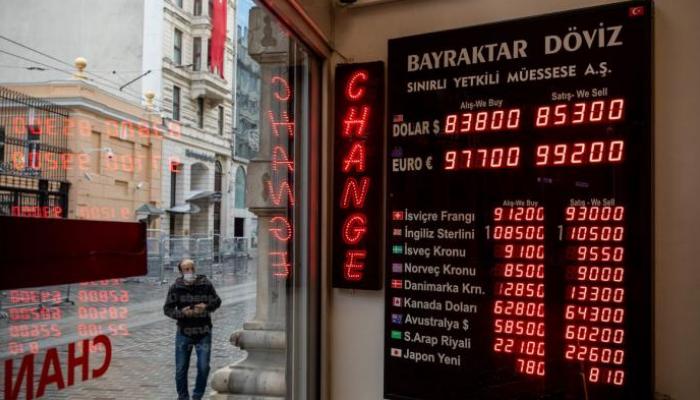 BAYRAKTAR DÖVİZ
SINIRLI YETKİLİ MÜESSESE A.Ş.
Alış-We Buy Satış-We Sell
DOLAR $ 83800 85300
EURO € 97700 99200
Alış-We Buy Satış-We Sell
İsviçre Frangı 91200 93000
İngiliz Sterlini 108500 110500
İsveç Kronu 9100 9550
Norveç Kronu 8500 9000
Danimarka Krn. 12850 13300
Kanada Doları 62800 64300
Avustralya $ 58500 60200
S.Arap Riyali 22100 22600
Japon Yeni 780 810
CHANGE
CHAN